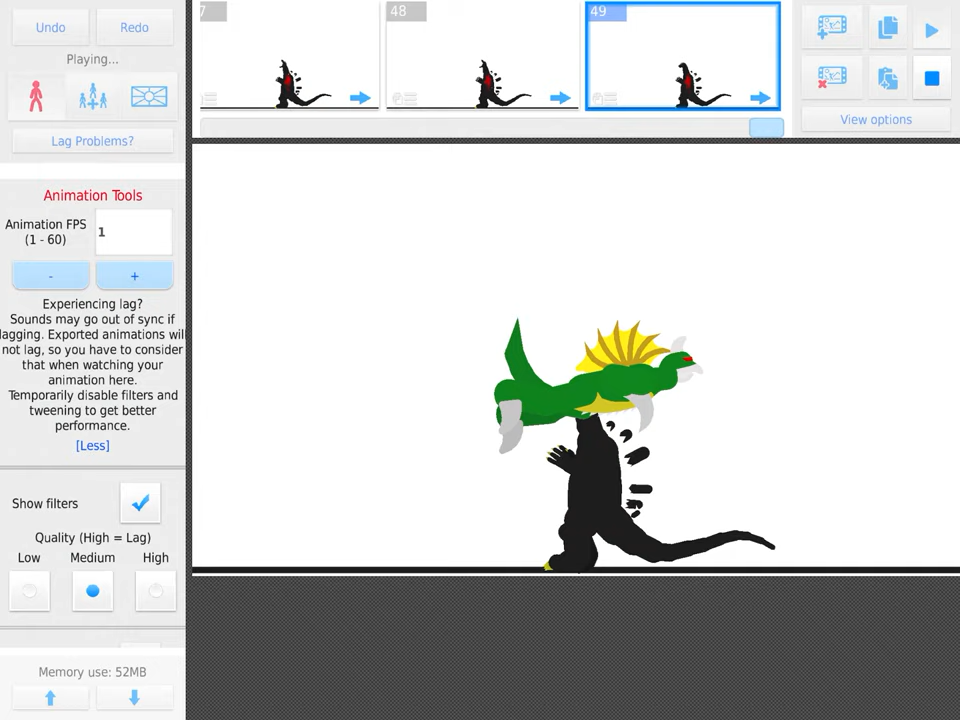 Undo
Redo
Playing...
Lag Problems?
Animation Tools
Animation FPS
(1 - 60)
1
-
+
Experiencing lag?
Sounds may go out of sync if
lagging. Exported animations will
not lag, so you have to consider
that when watching your
animation here.
Temporarily disable filters and
tweening to get better
performance.
[Less]
Show filters
Quality (High = Lag)
Low
Medium
High
Memory use: 52MB
7
48
49
View options